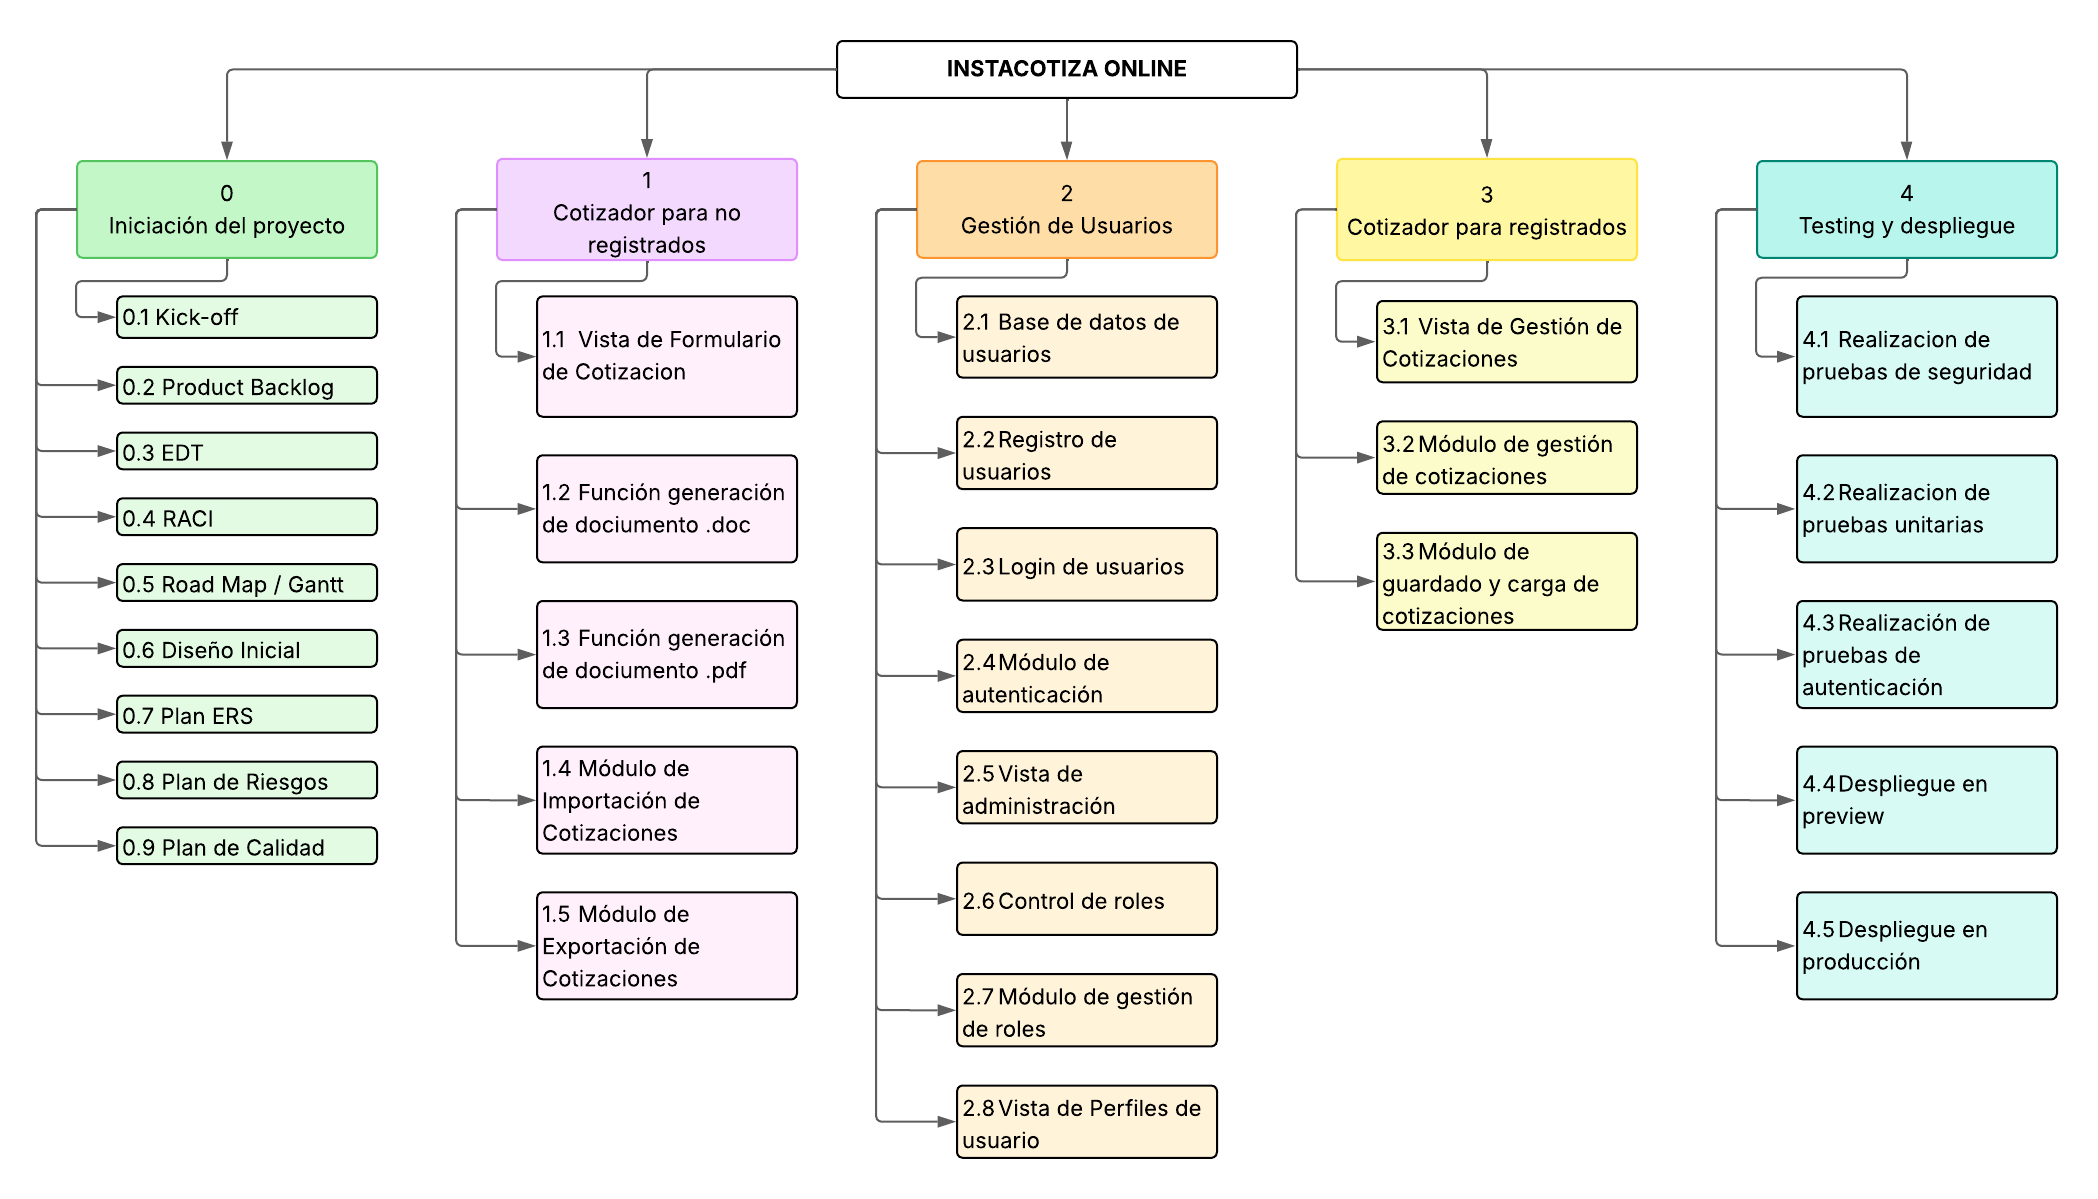 INSTACOTIZA ONLINE
0
Iniciación del proyecto
0.1 Kick-off
0.2 Product Backlog
0.3 EDT
0.4 RACI
0.5 Road Map / Gantt
0.6 Diseño Inicial
0.7 Plan ERS
0.8 Plan de Riesgos
0.9 Plan de Calidad
1
Cotizador para no
registrados
1.1 Vista de Formulario
de Cotizacion
1.2 Función generación
de dociumento .doc
1.3 Función generación
de dociumento .pdf
1.4 Módulo de
Importación de
Cotizaciones
1.5 Módulo de
Exportación de
Cotizaciones
2
Gestión de Usuarios
2.1 Base de datos de
usuarios
2.2 Registro de
usuarios
2.3 Login de usuarios
2.4 Módulo de
autenticación
2.5 Vista de
administración
2.6 Control de roles
2.7 Módulo de gestión
de roles
2.8 Vista de Perfiles de
usuario
3
Cotizador para registrados
3.1 Vista de Gestión de
Cotizaciones
3.2 Módulo de gestión
de cotizaciones
3.3 Módulo de
guardado y carga de
cotizaciones
4
Testing y despliegue
4.1 Realizacion de
pruebas de seguridad
4.2 Realizacion de
pruebas unitarias
4.3 Realización de
pruebas de
autenticación
4.4 Despliegue en
preview
4.5 Despliegue en
producción